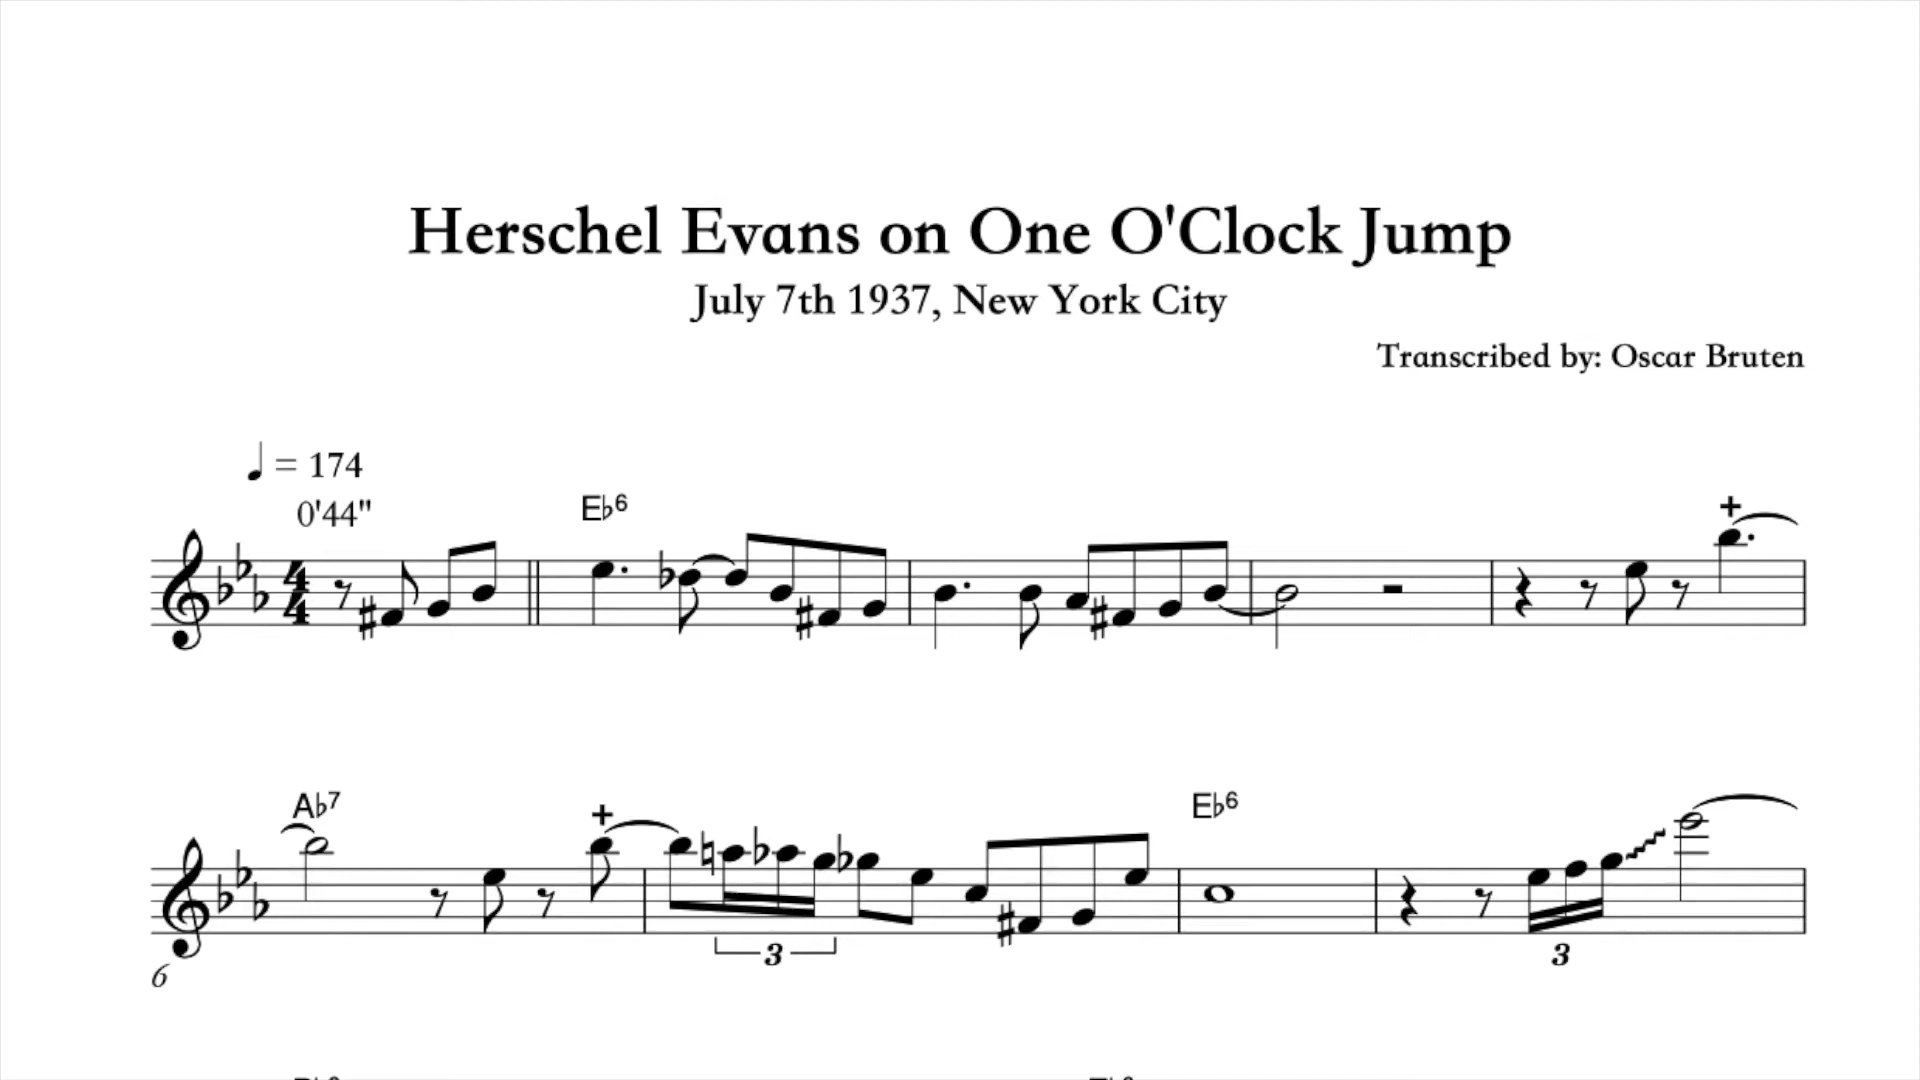 Herschel Evans on One O'Clock Jump
July 7th 1937, New York City
Transcribed by: Oscar Bruten
♩ = 174
0'44"
E♭6
+
A♭7
+
E♭6
3
3
6